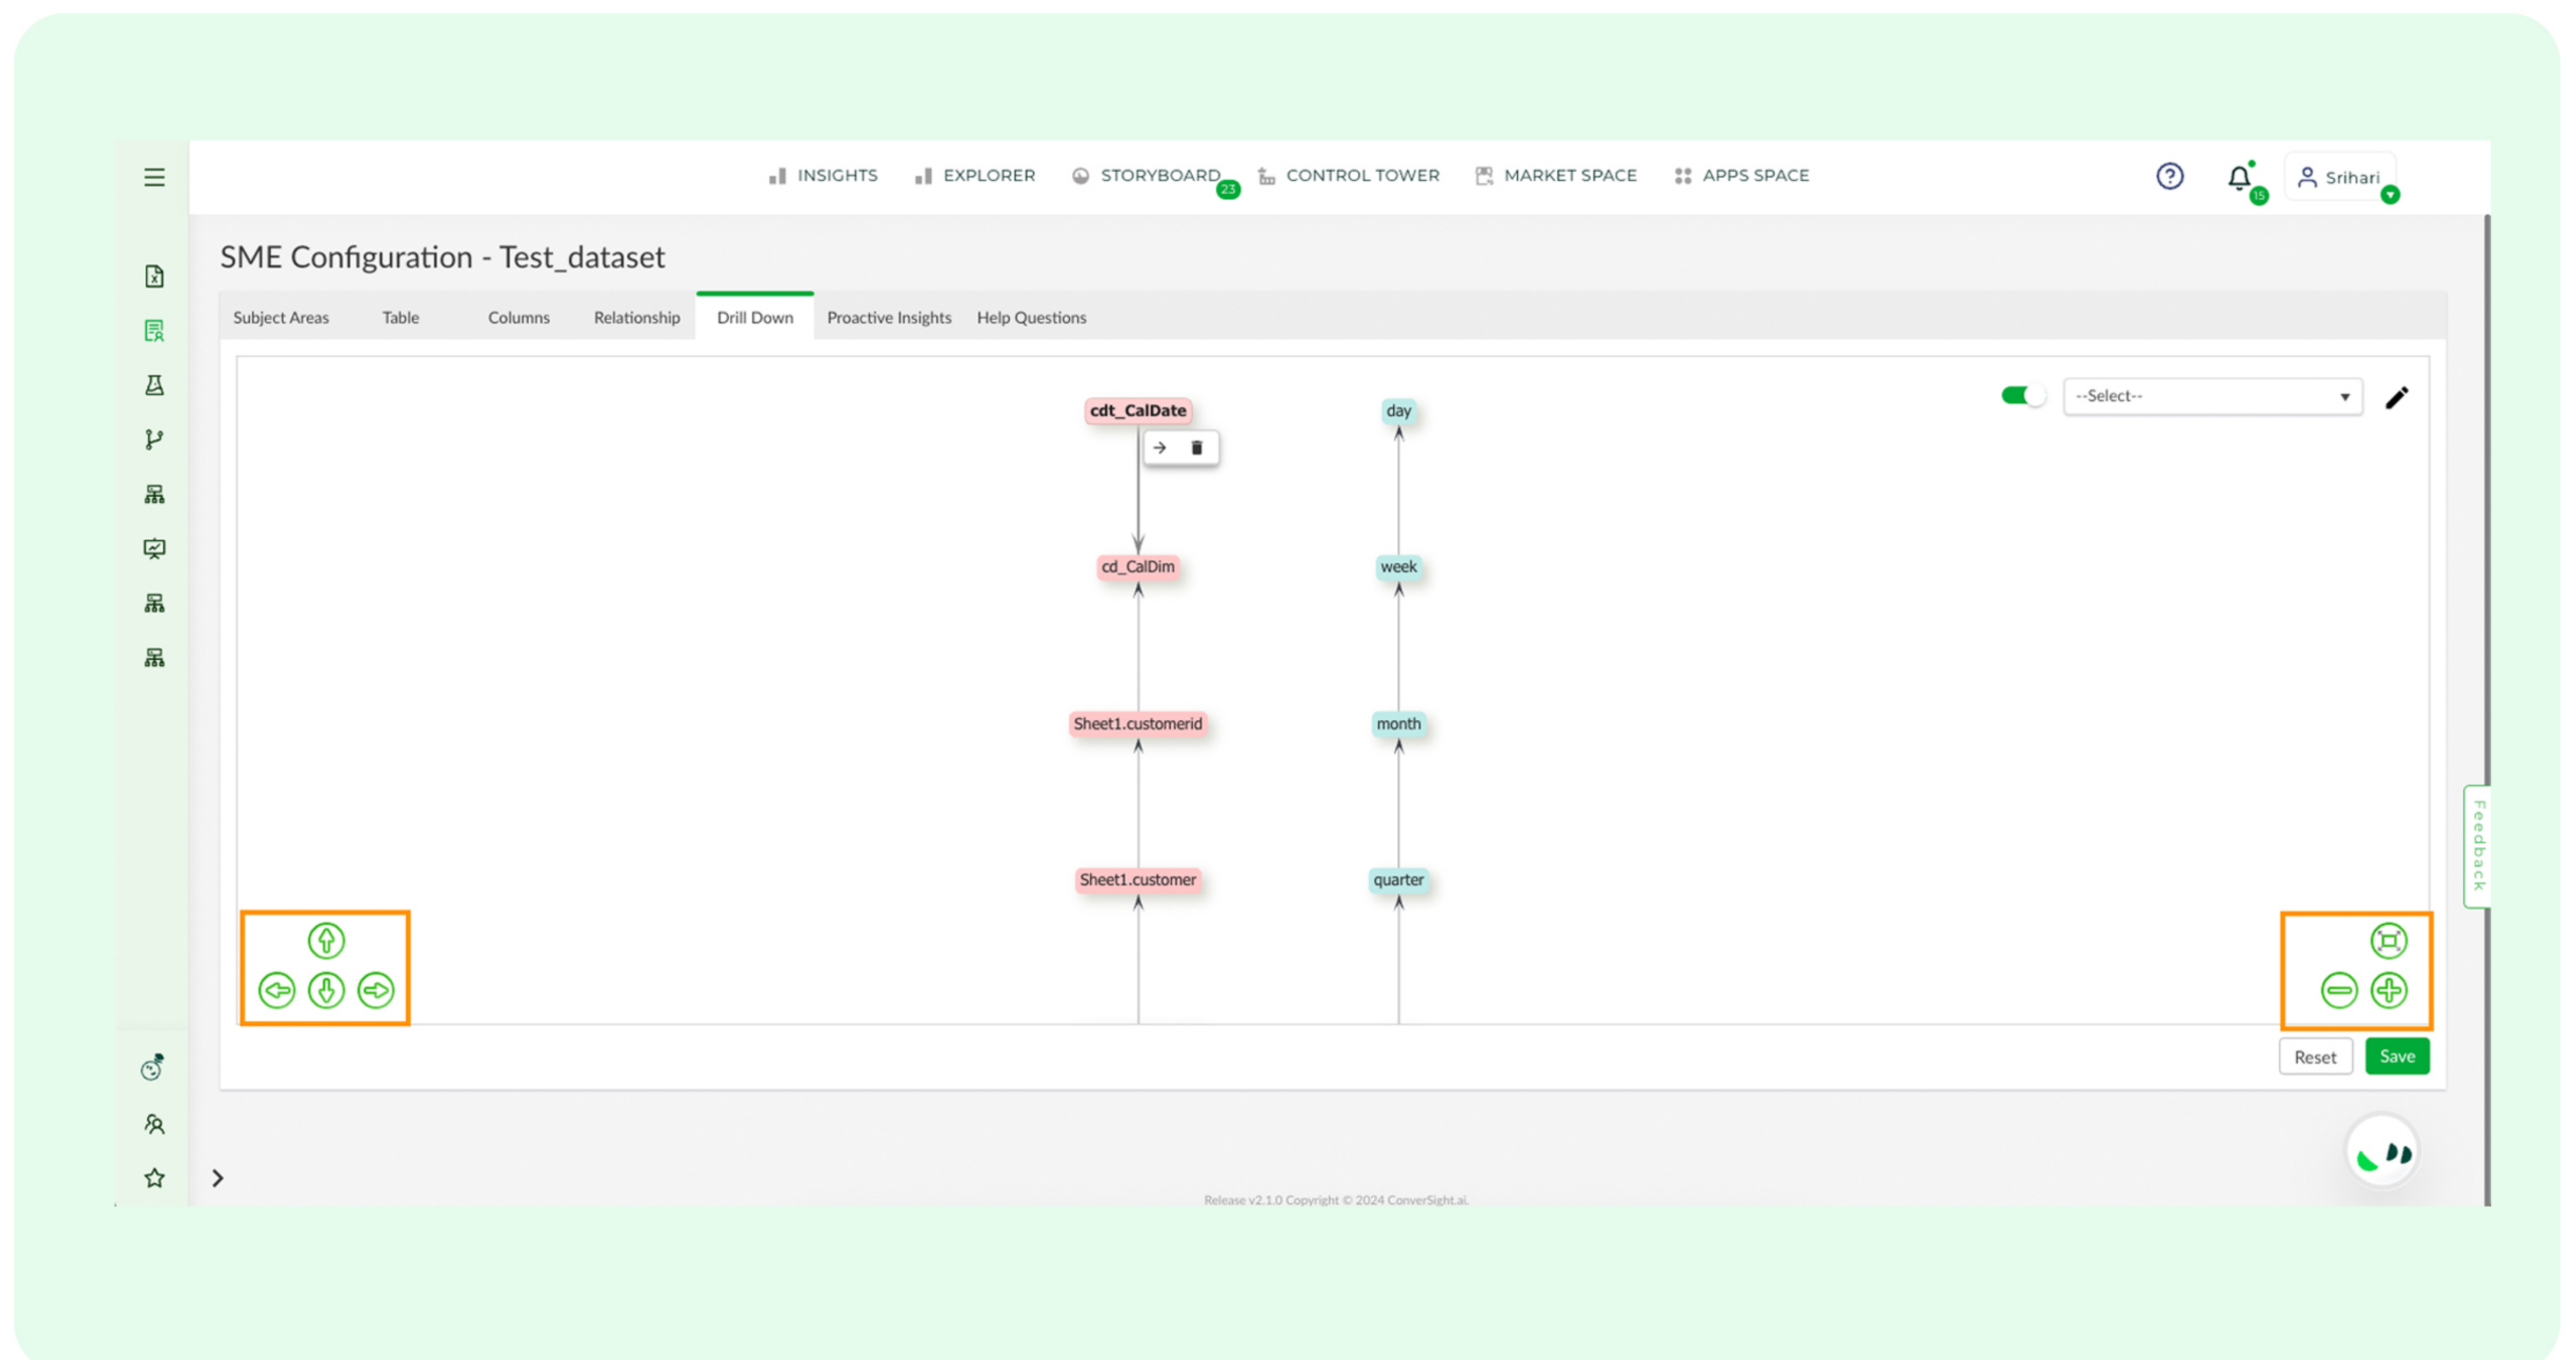 INSIGHTS EXPLORER STORYBOARD 23 CONTROL TOWER MARKET SPACE APPS SPACE 15 Srihari
SME Configuration - Test_dataset
Subject Areas Table Columns Relationship Drill Down Proactive Insights Help Questions
--Select--
cdt_CalDate day
cd_CalDim week
Sheet1.customerid month
Sheet1.customer quarter
Feedback
Reset Save
Release v2.1.0 Copyright © 2024 ConverSight.ai.